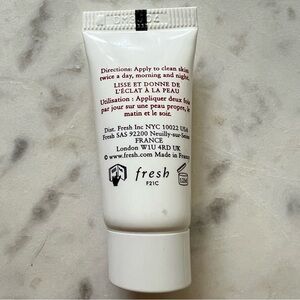 Directions: Apply to clean skin
twice a day, morning and night.
LISSE ET DONNE DE
L'ÉCLAT À LA PEAU
Utilisation : Appliquer deux fois
par jour sur une peau propre, le
matin et le soir.
Dist. Fresh Inc NYC 10022 USA
Fresh SAS 92200 Neuilly-sur-Seine
FRANCE
London W1U 4RD UK
© www.fresh.com Made in France
fresh
F21C